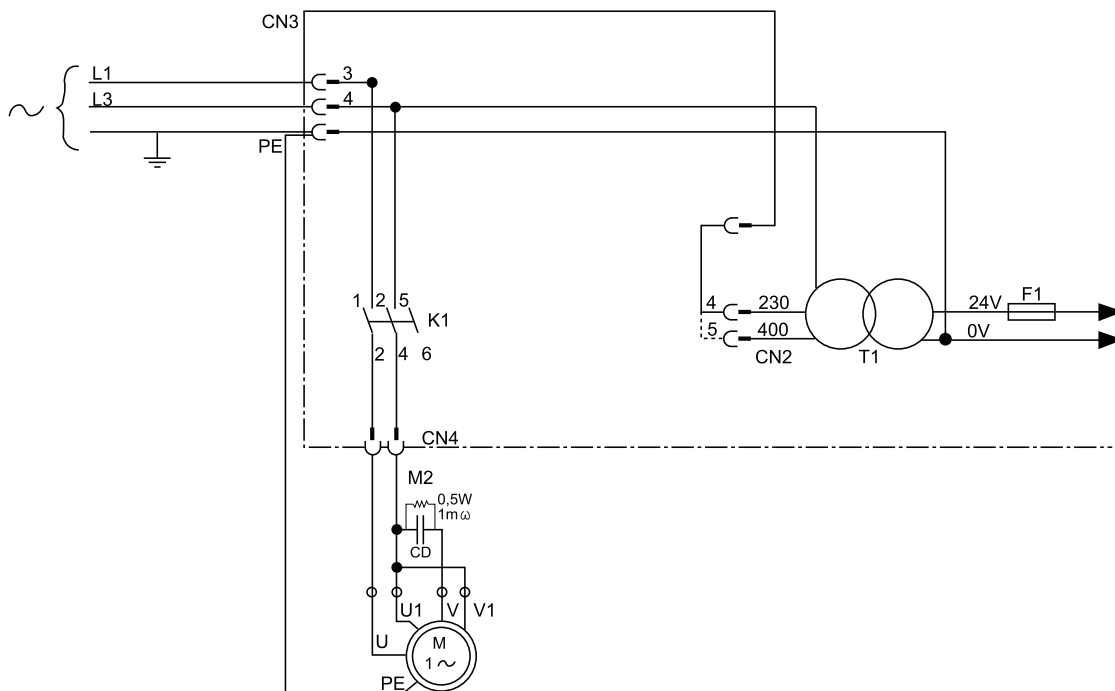 CN3
L1 3
L3 4
PE
1 2 5
K1
2 4 6
4 230
5 400
CN2
T1
24V F1
0V
CN4
M2
0,5W
1mω
CD
U1 V V1
U
M
1
PE